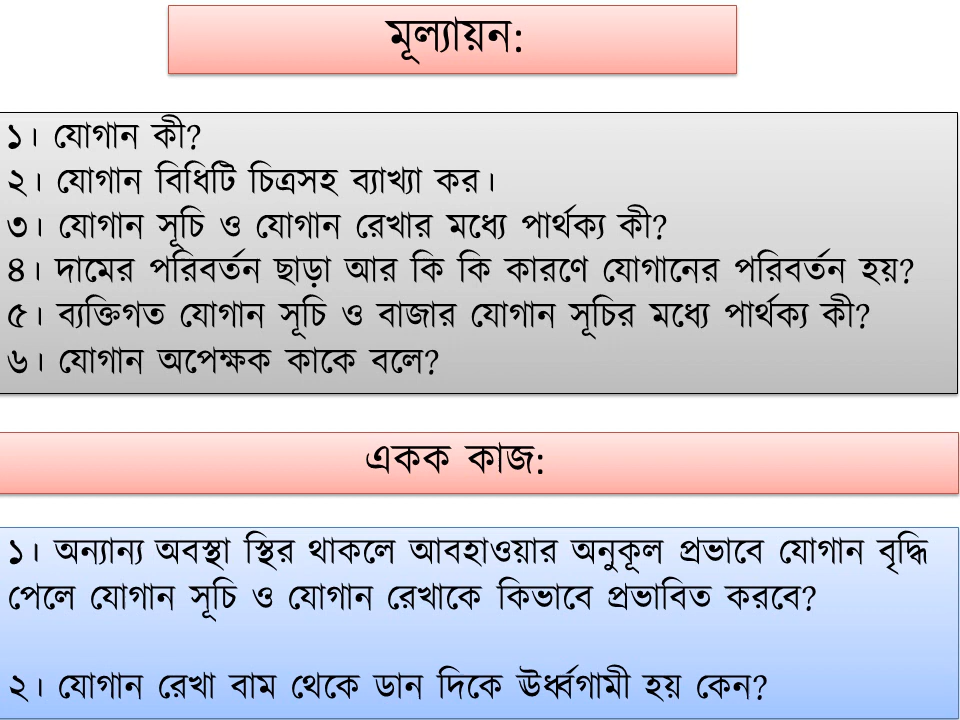 মূল্যায়ন:
১। যোগান কী?
২। যোগান বিধিটি চিত্রসহ ব্যাখ্যা কর।
৩। যোগান সূচি ও যোগান রেখার মধ্যে পার্থক্য কী?
৪। দামের পরিবর্তন ছাড়া আর কি কি কারণে যোগানের পরিবর্তন হয়?
৫। ব্যক্তিগত যোগান সূচি ও বাজার যোগান সূচির মধ্যে পার্থক্য কী?
৬। যোগান অপেক্ষক কাকে বলে?
একক কাজ:
১। অন্যান্য অবস্থা স্থির থাকলে আবহাওয়ার অনুকূল প্রভাবে যোগান বৃদ্ধি
পেলে যোগান সূচি ও যোগান রেখাকে কিভাবে প্রভাবিত করবে?
২। যোগান রেখা বাম থেকে ডান দিকে ঊর্ধ্বগামী হয় কেন?